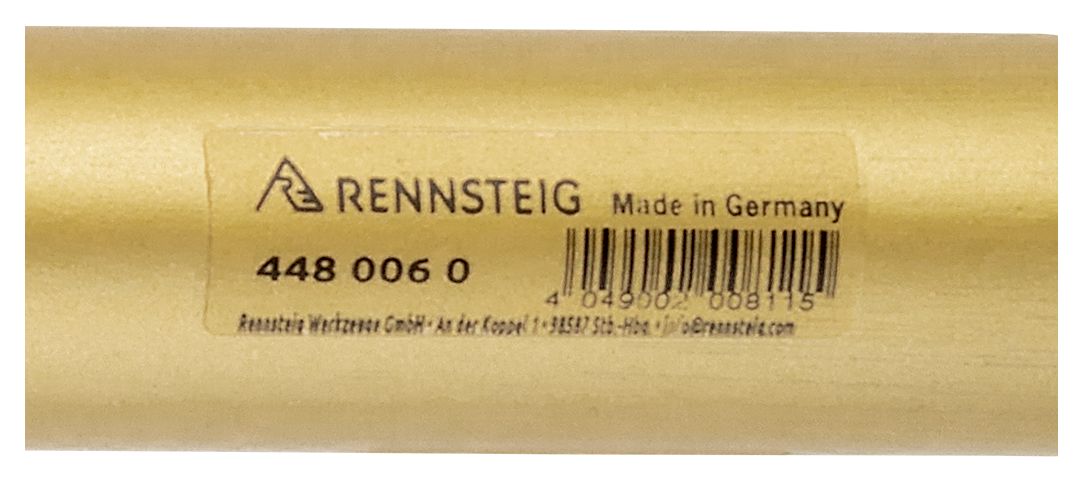 RENNSTEIG Made in Germany
448 006 0
4 049002 008115
Rennsteig Werkzeuge GmbH • An der Koppel 1 • 98587 Stb.-Hbg. • info@rennsteig.com